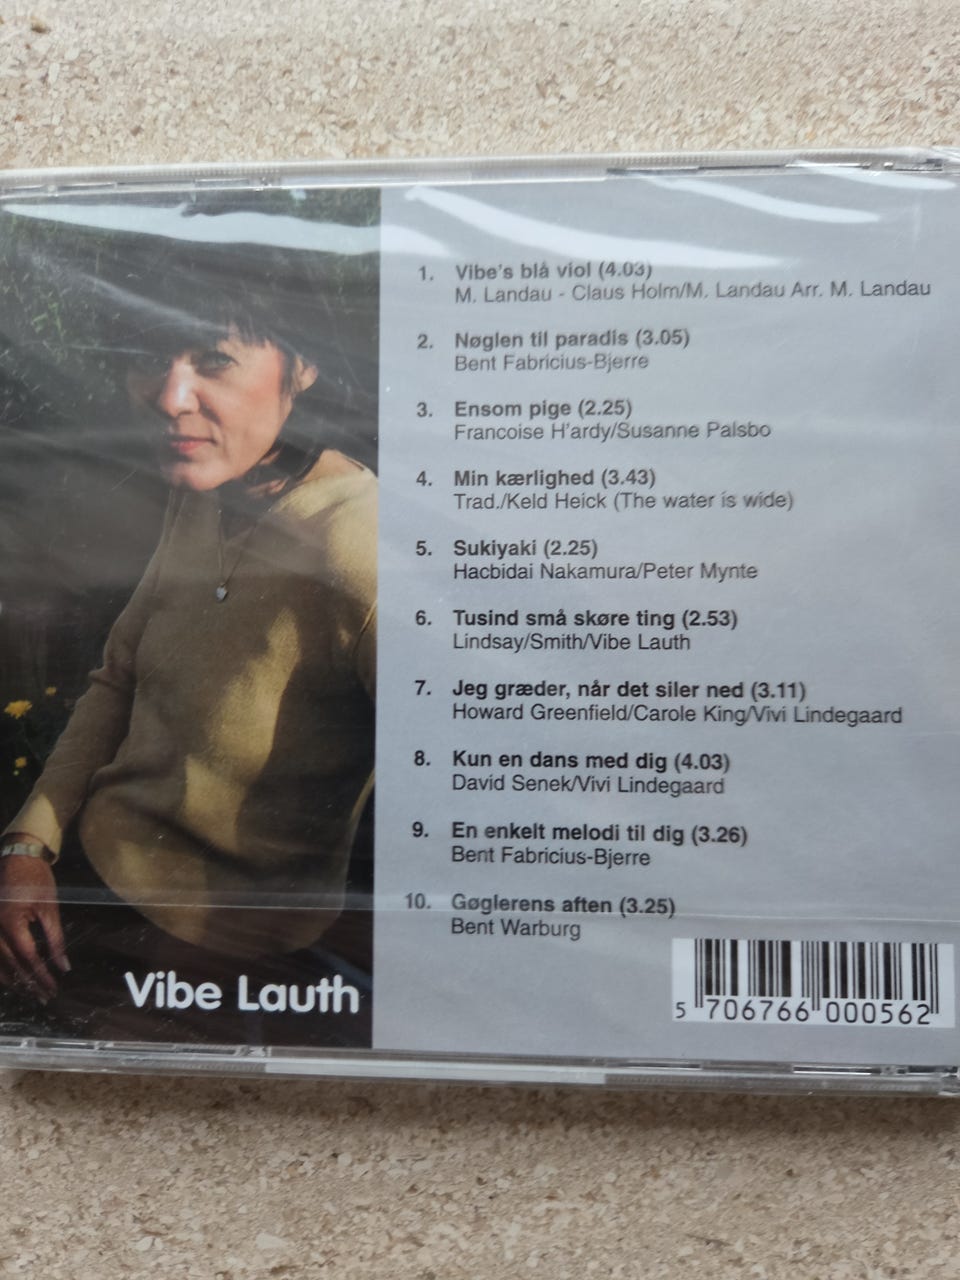 1. Vibe's blå viol (4.03)
M. Landau - Claus Holm/M. Landau Arr. M. Landau
2. Nøglen til paradis (3.05)
Bent Fabricius-Bjerre
3. Ensom pige (2.25)
Francoise H'ardy/Susanne Palsbo
4. Min kærlighed (3.43)
Trad./Keld Heick (The water is wide)
5. Sukiyaki (2.25)
Hacbidai Nakamura/Peter Mynte
6. Tusind små skøre ting (2.53)
Lindsay/Smith/Vibe Lauth
7. Jeg græder, når det siler ned (3.11)
Howard Greenfield/Carole King/Vivi Lindegaard
8. Kun en dans med dig (4.03)
David Senek/Vivi Lindegaard
9. En enkelt melodi til dig (3.26)
Bent Fabricius-Bjerre
10. Gøglerens aften (3.25)
Bent Warburg
Vibe Lauth
5 706766 000562